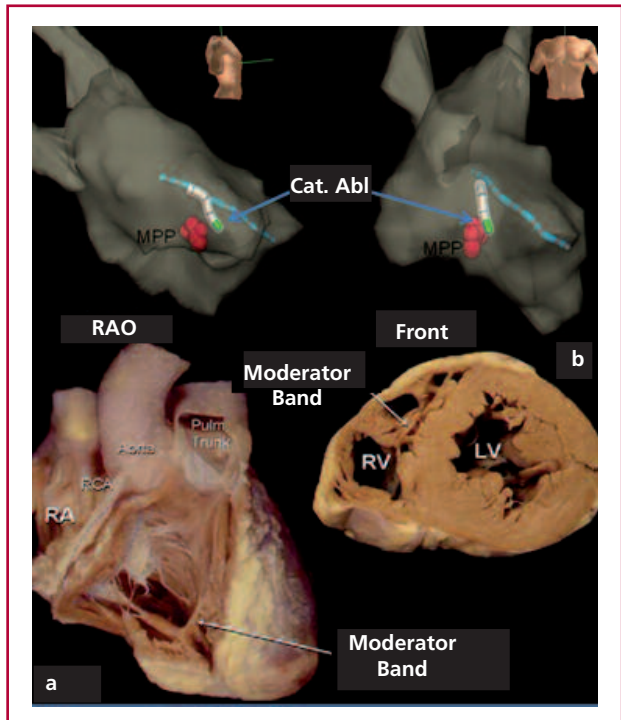 Cat. Abl
MPP
MPP
RAO
Front
b
Moderator
Band
Pulm
Trunk
Aorta
RCA
RA
RV
LV
Moderator
Band
a